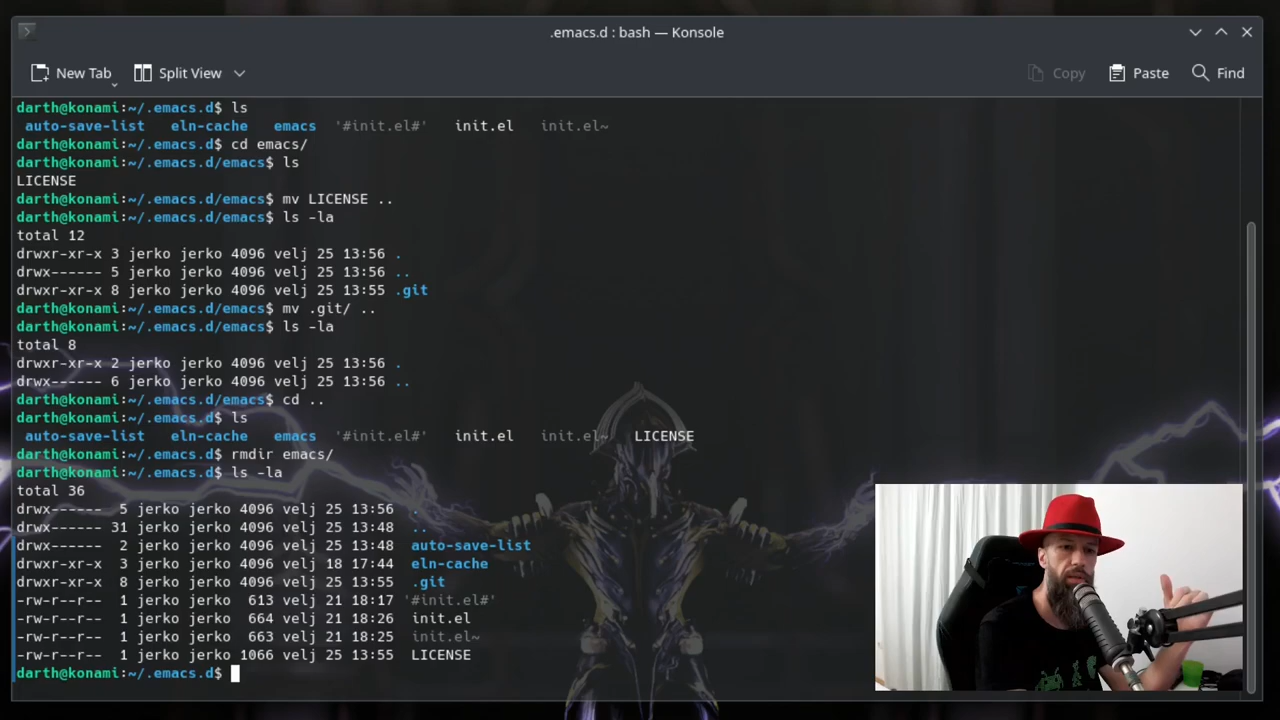 .emacs.d : bash — Konsole
New Tab Split View Copy Paste Find
darth@konami:~/.emacs.d$ ls
auto-save-list eln-cache emacs '#init.el#' init.el init.el~
darth@konami:~/.emacs.d$ cd emacs/
darth@konami:~/.emacs.d/emacs$ ls
LICENSE
darth@konami:~/.emacs.d/emacs$ mv LICENSE ..
darth@konami:~/.emacs.d/emacs$ ls -la
total 12
drwxr-xr-x 3 jerko jerko 4096 velj 25 13:56 .
drwx------ 5 jerko jerko 4096 velj 25 13:56 ..
drwxr-xr-x 8 jerko jerko 4096 velj 25 13:55 .git
darth@konami:~/.emacs.d/emacs$ mv .git/ ..
darth@konami:~/.emacs.d/emacs$ ls -la
total 8
drwxr-xr-x 2 jerko jerko 4096 velj 25 13:56 .
drwx------ 6 jerko jerko 4096 velj 25 13:56 ..
darth@konami:~/.emacs.d/emacs$ cd ..
darth@konami:~/.emacs.d$ ls
auto-save-list eln-cache emacs '#init.el#' init.el init.el~ LICENSE
darth@konami:~/.emacs.d$ rmdir emacs/
darth@konami:~/.emacs.d$ ls -la
total 36
drwx------ 5 jerko jerko 4096 velj 25 13:56 .
drwx------ 31 jerko jerko 4096 velj 25 13:48 ..
drwx------ 2 jerko jerko 4096 velj 25 13:48 auto-save-list
drwxr-xr-x 3 jerko jerko 4096 velj 18 17:44 eln-cache
drwxr-xr-x 8 jerko jerko 4096 velj 25 13:55 .git
-rw-r--r-- 1 jerko jerko 613 velj 21 18:17 '#init.el#'
-rw-r--r-- 1 jerko jerko 664 velj 21 18:26 init.el
-rw-r--r-- 1 jerko jerko 663 velj 21 18:25 init.el~
-rw-r--r-- 1 jerko jerko 1066 velj 25 13:55 LICENSE
darth@konami:~/.emacs.d$